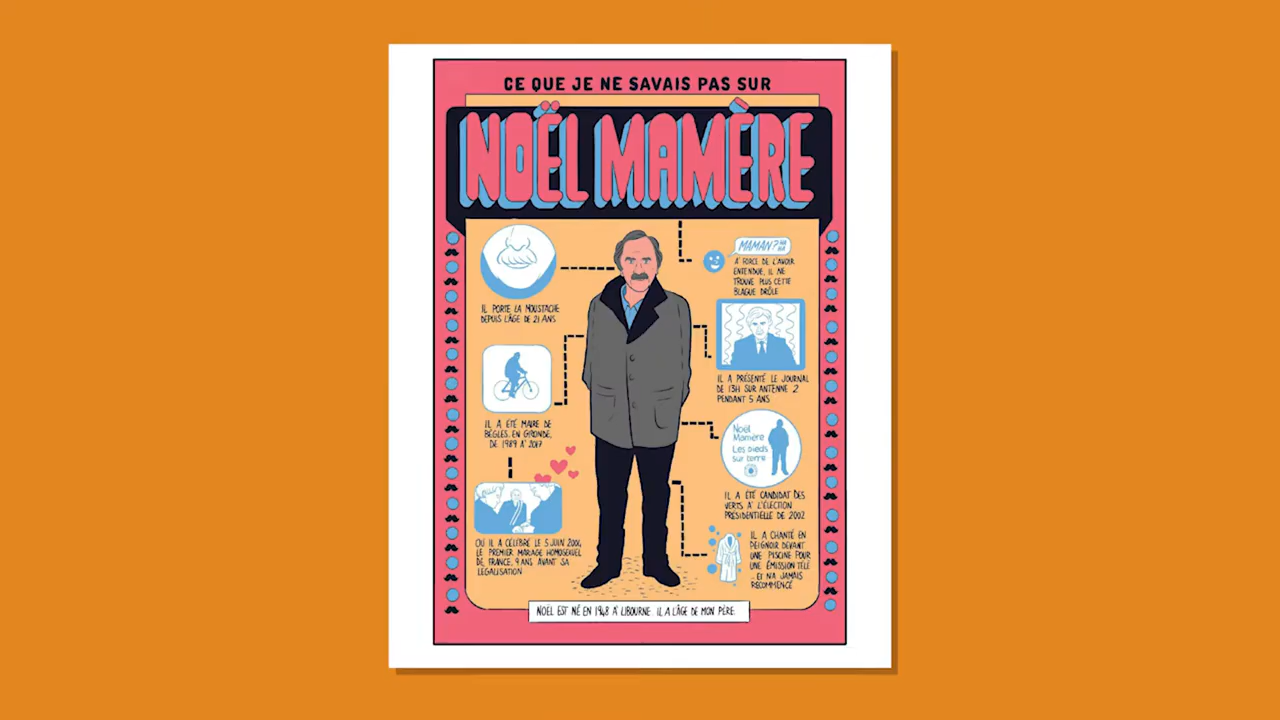 CE QUE JE NE SAVAIS PAS SUR
NOËL MAMÈRE
IL PORTE LA MOUSTACHE
DEPUIS L'ÂGE DE 21 ANS
IL A ÉTÉ MAIRE DE
BÈGLES, EN GIRONDE,
DE 1989 À 2017
OÙ IL A CÉLÉBRÉ LE 5 JUIN 2004,
LE PREMIER MARIAGE HOMOSEXUEL
DE FRANCE, 9 ANS AVANT SA
LÉGALISATION
MAMAN? HA
HA
À FORCE DE L'AVOIR
ENTENDUE, IL NE
TROUVE PLUS CETTE
BLAGUE DRÔLE
IL A PRÉSENTÉ LE JOURNAL
DE 13H SUR ANTENNE 2
PENDANT 5 ANS
Noël
Mamère
Les pieds
sur terre
IL A ÉTÉ CANDIDAT DES
VERTS À L'ÉLECTION
PRÉSIDENTIELLE DE 2002
IL A CHANTÉ EN
PEIGNOIR DEVANT
UNE PISCINE POUR
UNE ÉMISSION TÉLÉ
... ET N'A JAMAIS
RECOMMENCÉ
NOËL EST NÉ EN 1948 À LIBOURNE. IL A L'ÂGE DE MON PÈRE.